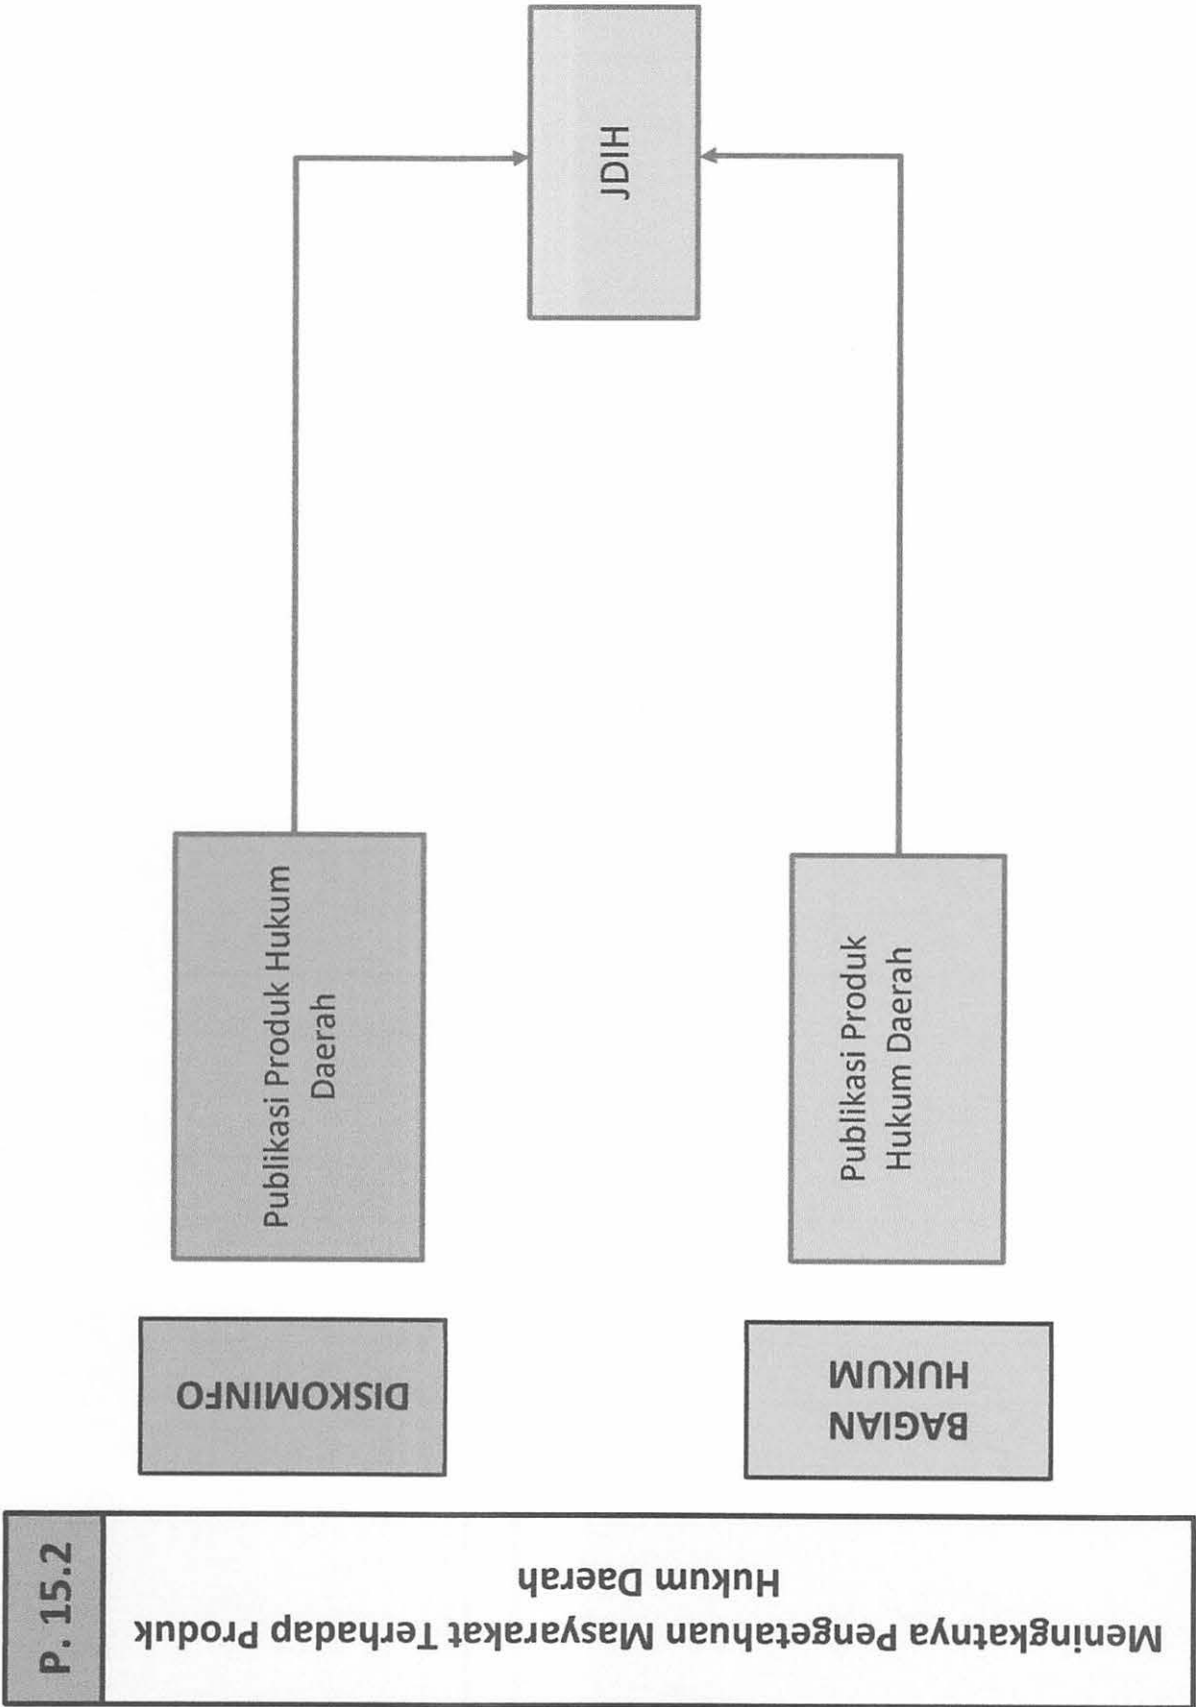 P. 15.2
Meningkatnya Pengetahuan Masyarakat Terhadap Produk
Hukum Daerah
DISKOMINFO
Publikasi Produk Hukum
Daerah
BAGIAN
HUKUM
Publikasi Produk
Hukum Daerah
JDIH